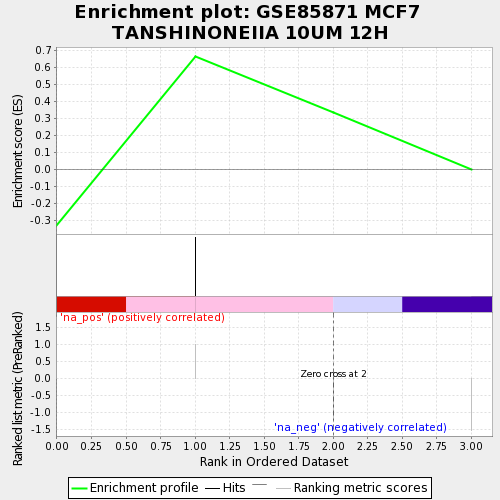 Enrichment plot: GSE85871 MCF7
TANSHINONEIIA 10UM 12H
Enrichment score (ES)
0.7
0.6
0.5
0.4
0.3
0.2
0.1
0.0
-0.1
-0.2
-0.3
'na_pos' (positively correlated)
Zero cross at 2
'na_neg' (negatively correlated)
Ranked list metric (PreRanked)
1.5
1.0
0.5
0.0
-0.5
-1.0
-1.5
0.00 0.25 0.50 0.75 1.00 1.25 1.50 1.75 2.00 2.25 2.50 2.75 3.00
Rank in Ordered Dataset
Enrichment profile Hits Ranking metric scores